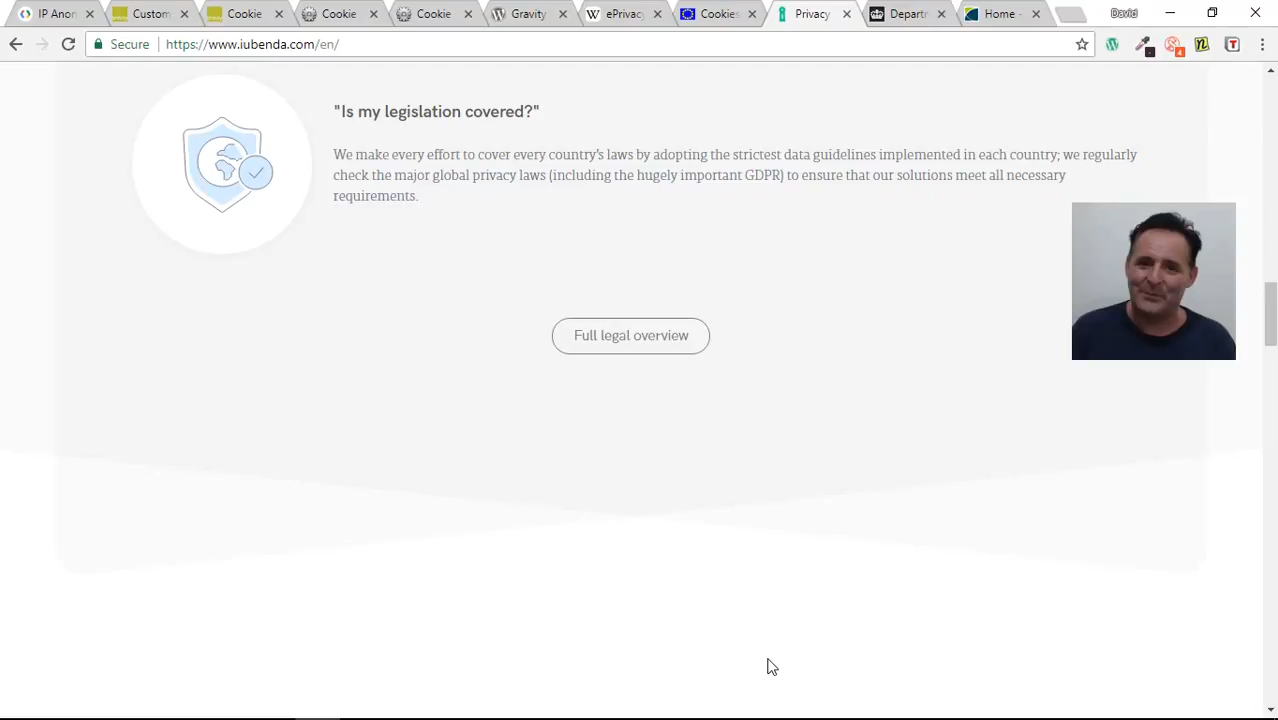 IP Anon
Custom
Cookie
Cookie
Cookie
Gravity
W
ePrivacy
Cookies
Privacy
Departm
Home -
David
Secure
https://www.iubenda.com/en/
4
T
"Is my legislation covered?"
We make every effort to cover every country's laws by adopting the strictest data guidelines implemented in each country; we regularly
check the major global privacy laws (including the hugely important GDPR) to ensure that our solutions meet all necessary
requirements.
Full legal overview